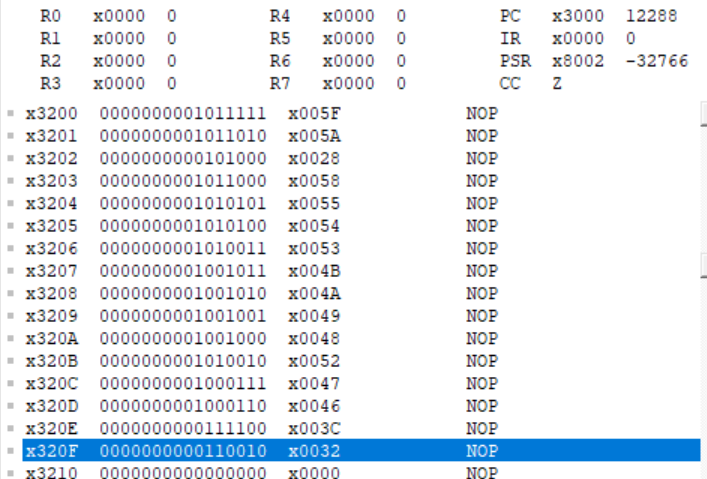 R0 x0000 0 R4 x0000 0 PC x3000 12288
R1 x0000 0 R5 x0000 0 IR x0000 0
R2 x0000 0 R6 x0000 0 PSR x8002 -32766
R3 x0000 0 R7 x0000 0 CC Z
x3200 0000000001011111 x005F NOP
x3201 0000000001011010 x005A NOP
x3202 0000000000101000 x0028 NOP
x3203 0000000001011000 x0058 NOP
x3204 0000000001010101 x0055 NOP
x3205 0000000001010100 x0054 NOP
x3206 0000000001010011 x0053 NOP
x3207 0000000001001011 x004B NOP
x3208 0000000001001010 x004A NOP
x3209 0000000001001001 x0049 NOP
x320A 0000000001001000 x0048 NOP
x320B 0000000001010010 x0052 NOP
x320C 0000000001000111 x0047 NOP
x320D 0000000001000110 x0046 NOP
x320E 0000000000111100 x003C NOP
x320F 0000000000110010 x0032 NOP
x3210 0000000000000000 x0000 NOP